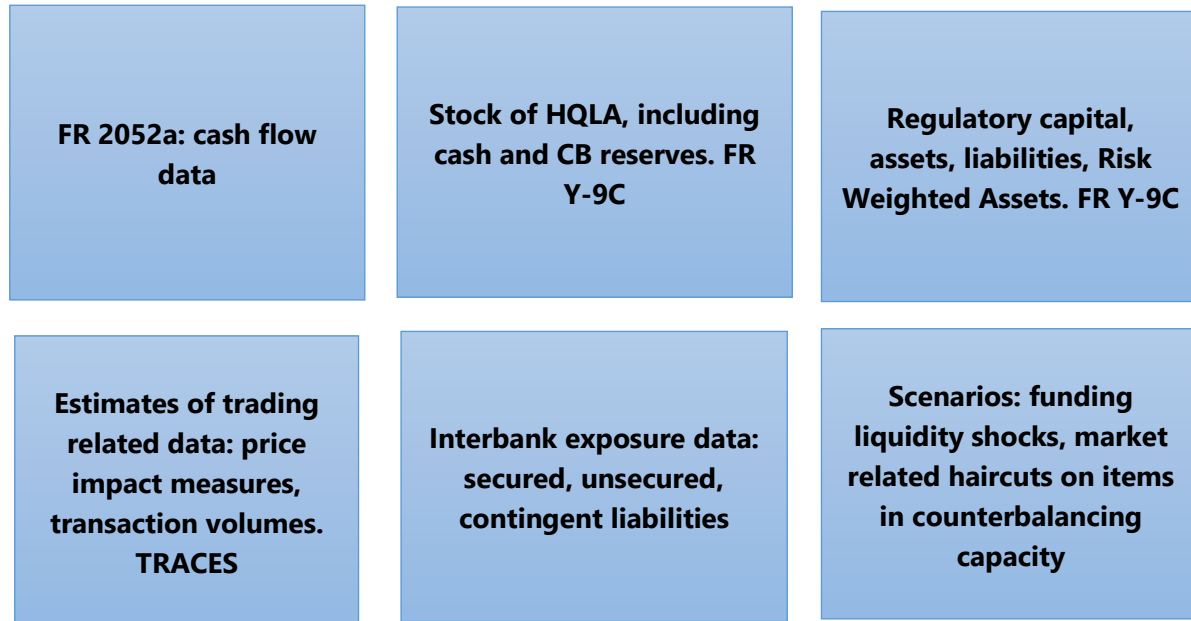 FR 2052a: cash flow
data
Stock of HQLA, including
cash and CB reserves. FR
Y-9C
Regulatory capital,
assets, liabilities, Risk
Weighted Assets. FR Y-9C
Estimates of trading
related data: price
impact measures,
transaction volumes.
TRACES
Interbank exposure data:
secured, unsecured,
contingent liabilities
Scenarios: funding
liquidity shocks, market
related haircuts on items
in counterbalancing
capacity